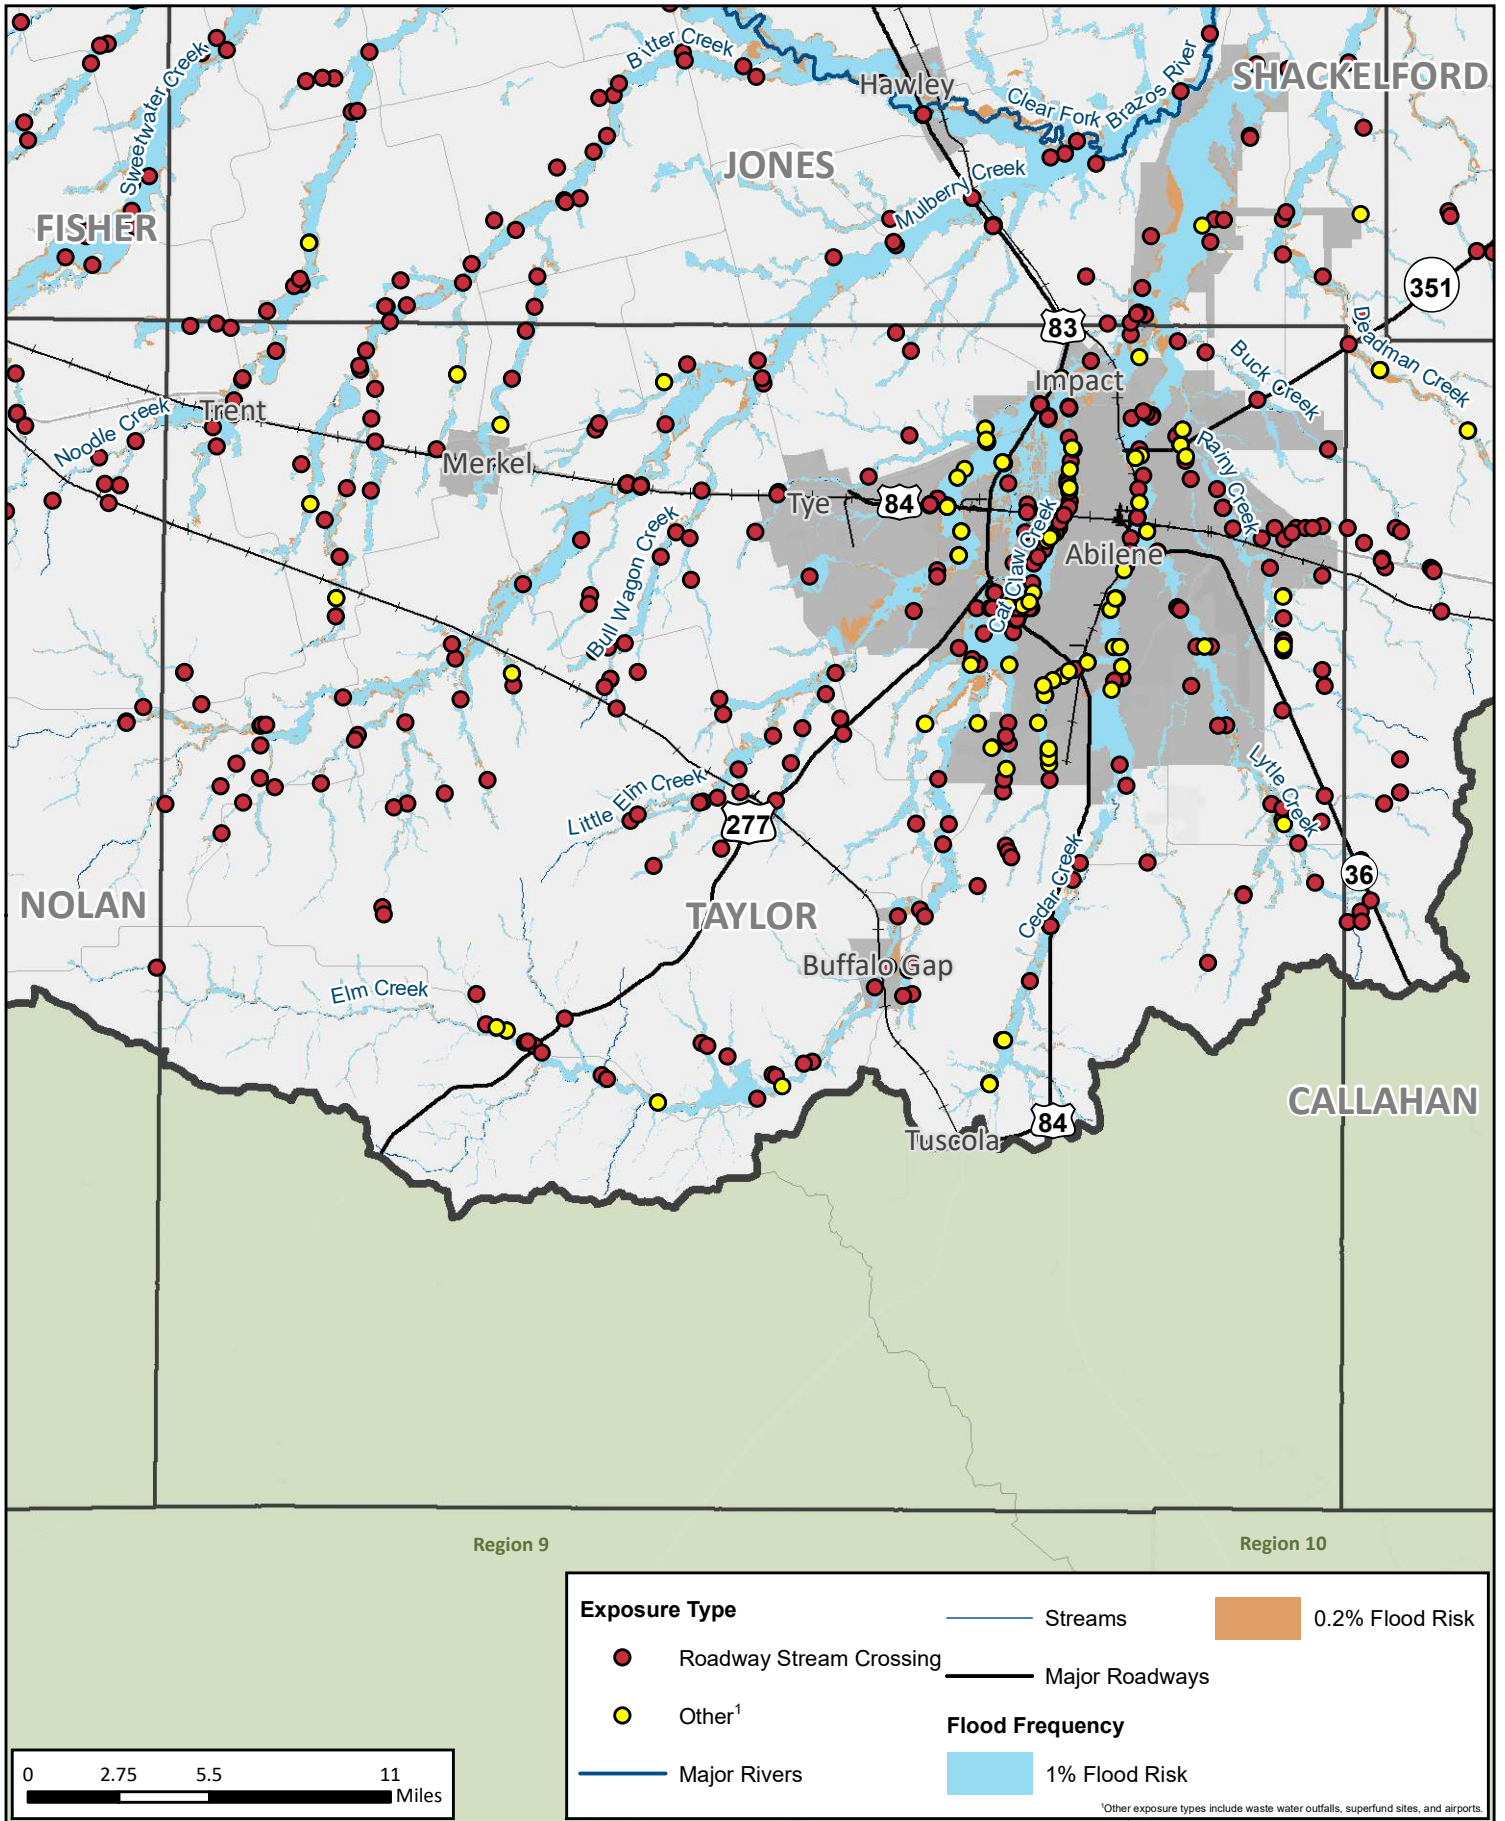 Sweetwater Creek
Bitter Creek
Hawley
Clear Fork Brazos River
SHACKELFORD
JONES
Mulberry Creek
FISHER
351
83
Deadman Creek
Buck Creek
Impact
Trent
Noodle Creek
Merkel
Rainy Creek
Tye
84
Cat Claw Creek
Abilene
Bull Wagon Creek
Little Elm Creek
277
Lytle Creek
Cedar Creek
36
NOLAN
TAYLOR
Buffalo Gap
Elm Creek
CALLAHAN
Tuscola
84
Region 9
Region 10
Exposure Type
Roadway Stream Crossing
Other¹
Major Rivers
Streams
Major Roadways
Flood Frequency
1% Flood Risk
0.2% Flood Risk
¹Other exposure types include waste water outfalls, superfund sites, and airports.
0 2.75 5.5 11
Miles